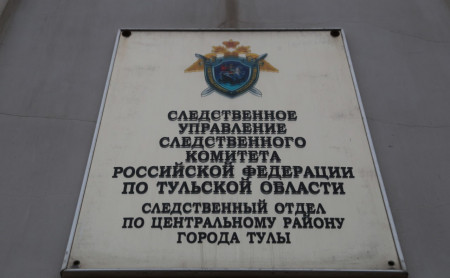 СЛЕДСТВЕННОЕ
УПРАВЛЕНИЕ
СЛЕДСТВЕННОГО
КОМИТЕТА
РОССИЙСКОЙ ФЕДЕРАЦИИ
ПО ТУЛЬСКОЙ ОБЛАСТИ
СЛЕДСТВЕННЫЙ ОТДЕЛ
ПО ЦЕНТРАЛЬНОМУ РАЙОНУ
ГОРОДА ТУЛЫ